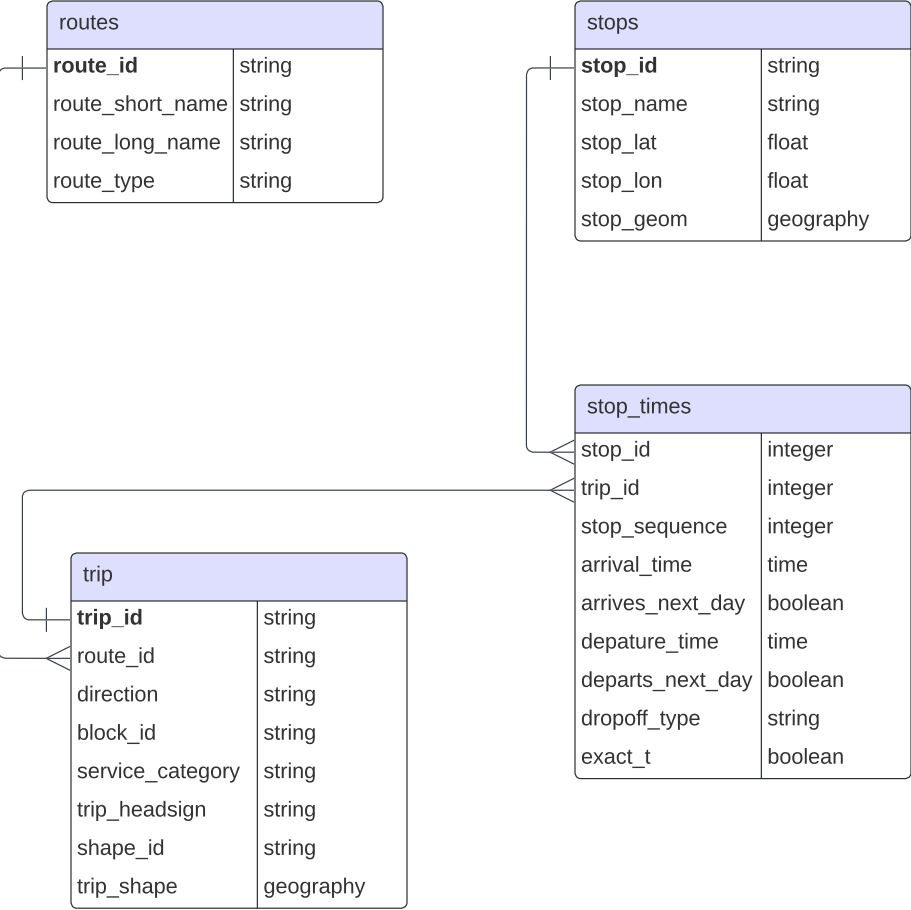 routes
route_id string
route_short_name string
route_long_name string
route_type string
stops
stop_id string
stop_name string
stop_lat float
stop_lon float
stop_geom geography
stop_times
stop_id integer
trip_id integer
stop_sequence integer
arrival_time time
arrives_next_day boolean
depature_time time
departs_next_day boolean
dropoff_type string
exact_t boolean
trip
trip_id string
route_id string
direction string
block_id string
service_category string
trip_headsign string
shape_id string
trip_shape geography